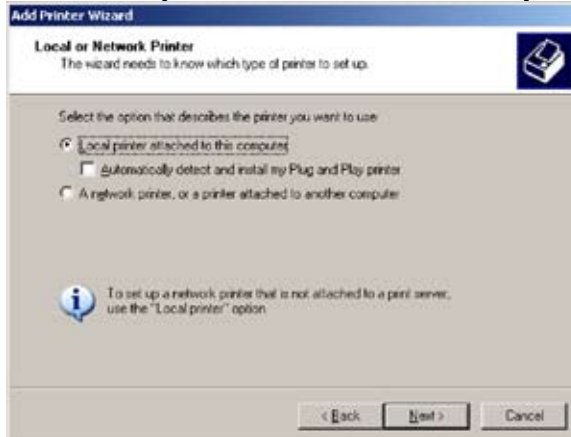 Add Printer Wizard
Local or Network Printer
The wizard needs to know which type of printer to set up.
Select the option that describes the printer you want to use:
Local printer attached to this computer
Automatically detect and install my Plug and Play printer
A network printer, or a printer attached to another computer
To set up a network printer that is not attached to a print server,
use the "Local printer" option.
< Back Next > Cancel